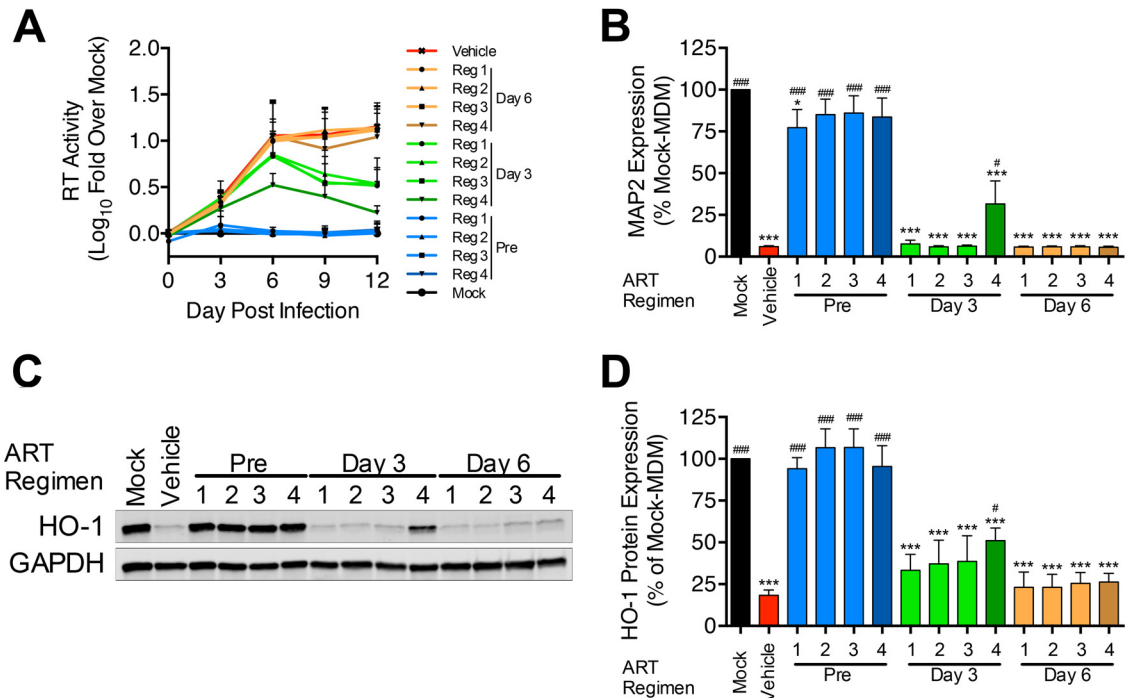 A
RT Activity
(Log10 Fold Over Mock)
2.0
1.5
1.0
0.5
0.0
0 3 6 9 12
Day Post Infection
Vehicle
Reg 1
Reg 2
Reg 3
Reg 4
Day 6
Reg 1
Reg 2
Reg 3
Reg 4
Day 3
Reg 1
Reg 2
Reg 3
Reg 4
Pre
Mock
B
MAP2 Expression
(% Mock-MDM)
125
100
75
50
25
0
### ### ### ### ###
*
#
*** *** *** *** *** *** *** *** ***
ART
Regimen
Mock Vehicle 1 2 3 4 1 2 3 4 1 2 3 4
Pre Day 3 Day 6
C
ART
Regimen
Mock Vehicle
Pre Day 3 Day 6
1 2 3 4 1 2 3 4 1 2 3 4
HO-1
GAPDH
D
HO-1 Protein Expression
(% of Mock-MDM)
125
100
75
50
25
0
### ### ### ### ###
#
*** *** *** *** *** *** *** *** ***
ART
Regimen
Mock Vehicle 1 2 3 4 1 2 3 4 1 2 3 4
Pre Day 3 Day 6